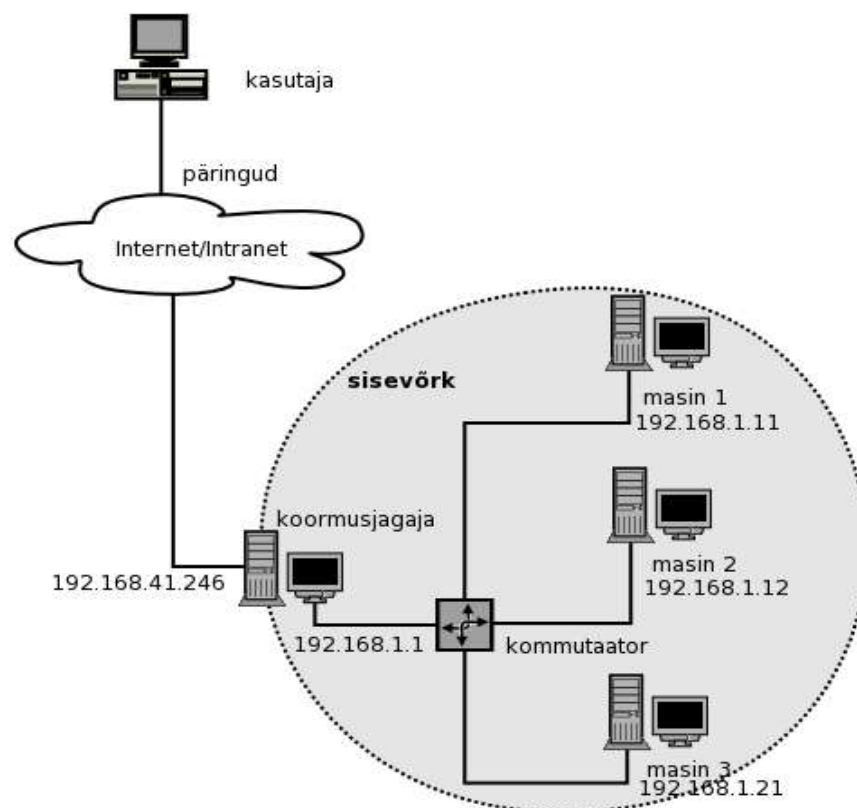 kasutaja
päringud
Internet/Intranet
sisevõrk
masin 1
192.168.1.11
koormusjagaja
masin 2
192.168.1.12
192.168.41.246
192.168.1.1
kommutaator
masin 3
192.168.1.21